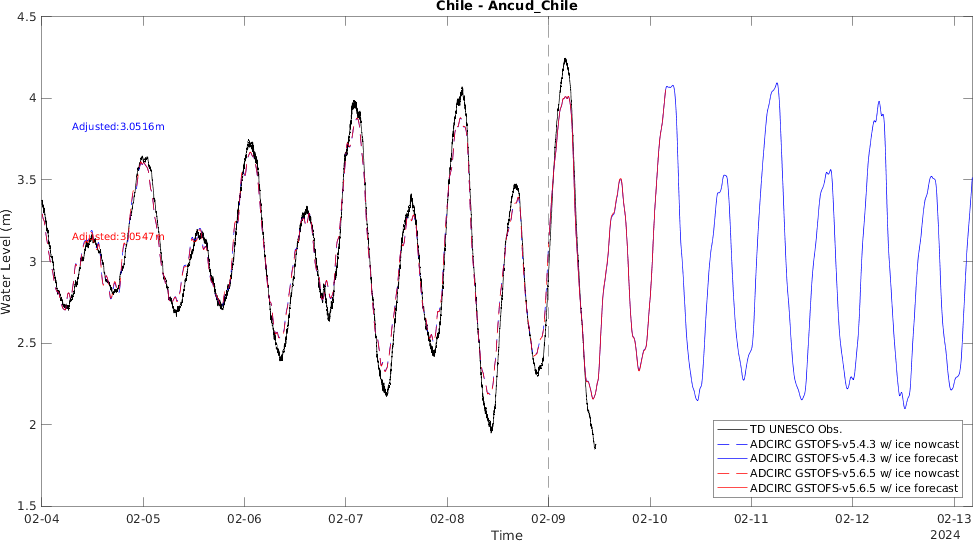 Chile - Ancud_Chile
4.5
4
3.5
3
2.5
2
1.5
Water Level (m)
Adjusted:3.0516m
Adjusted:3.0547m
TD UNESCO Obs.
ADCIRC GSTOFS-v5.4.3 w/ ice nowcast
ADCIRC GSTOFS-v5.4.3 w/ ice forecast
ADCIRC GSTOFS-v5.6.5 w/ ice nowcast
ADCIRC GSTOFS-v5.6.5 w/ ice forecast
02-04 02-05 02-06 02-07 02-08 02-09 02-10 02-11 02-12 02-13
Time
2024